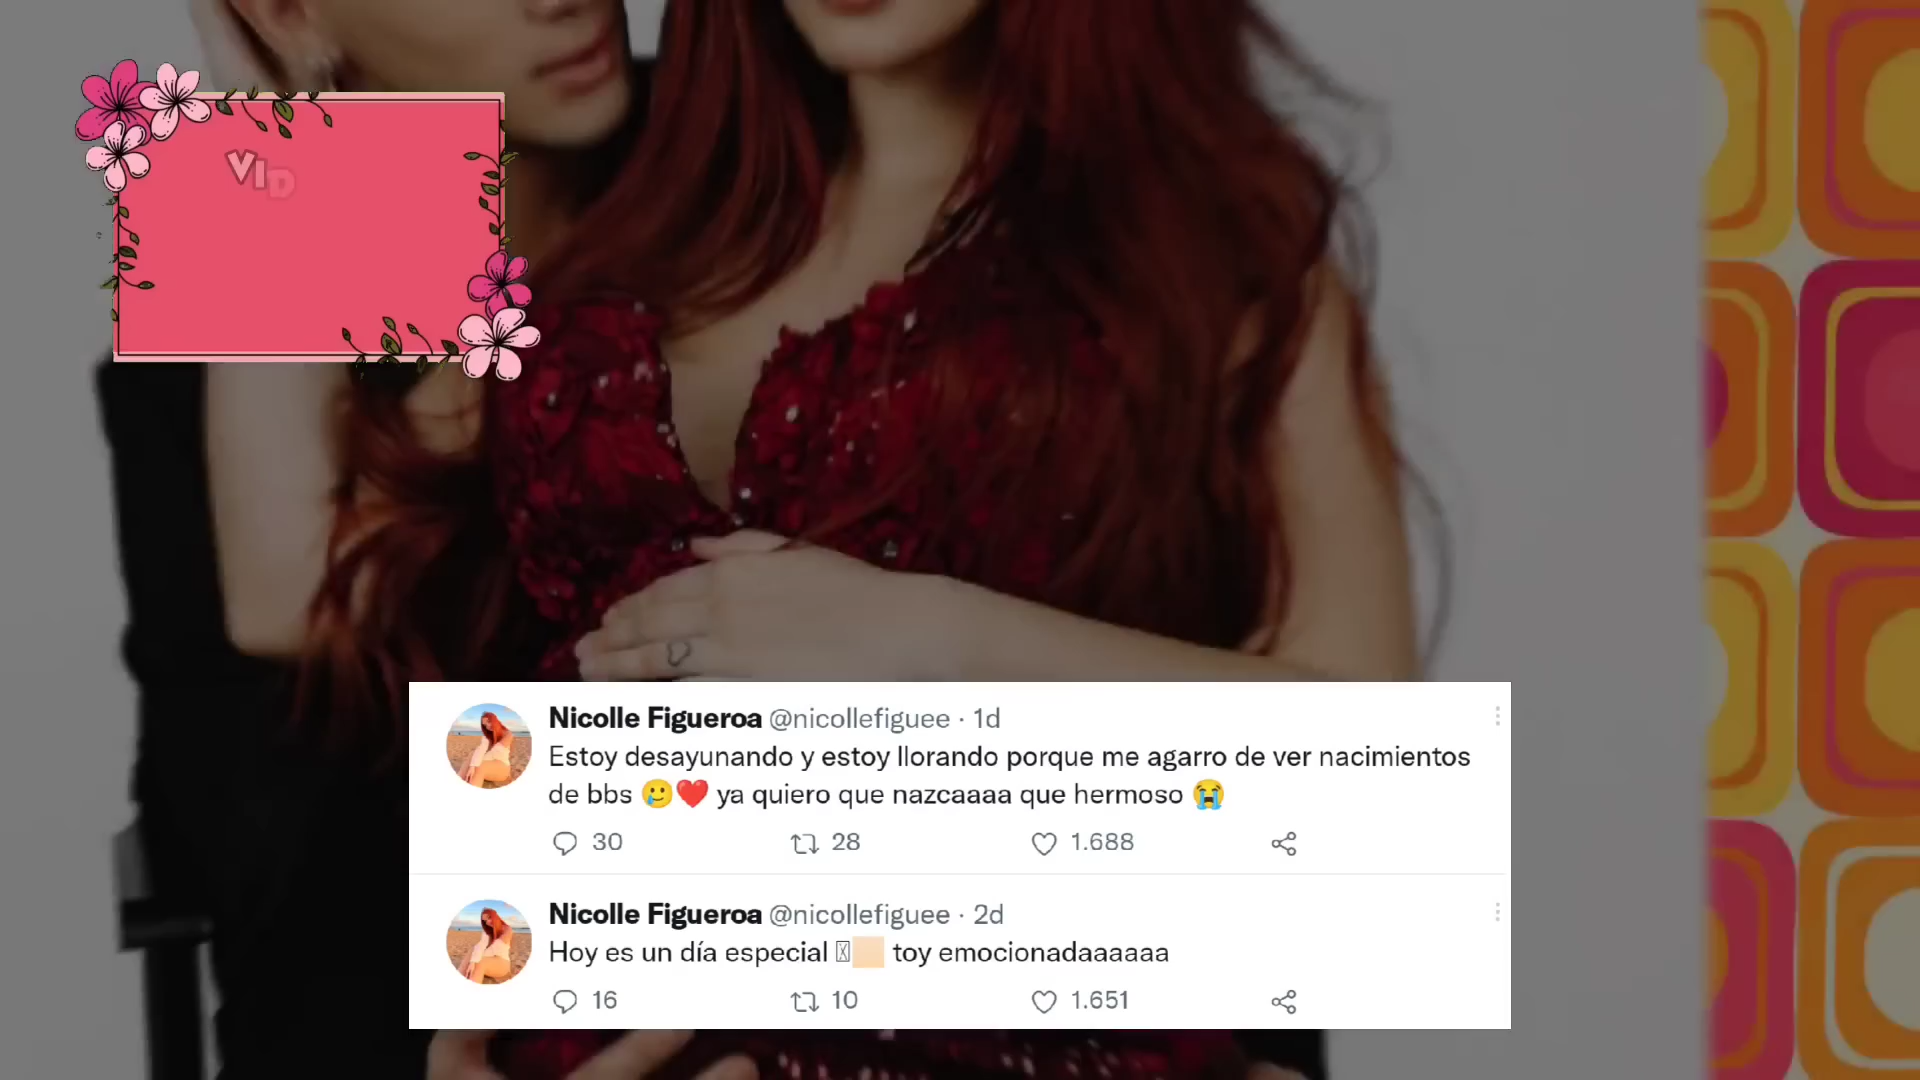 VID
Nicolle Figueroa @nicollefiguee · 1d
Estoy desayunando y estoy llorando porque me agarro de ver nacimientos
de bbs 🥲❤️ ya quiero que nazcaaaa que hermoso 😭
30 28 1.688
Nicolle Figueroa @nicollefiguee · 2d
Hoy es un día especial toy emocionadaaaaaa
16 10 1.651